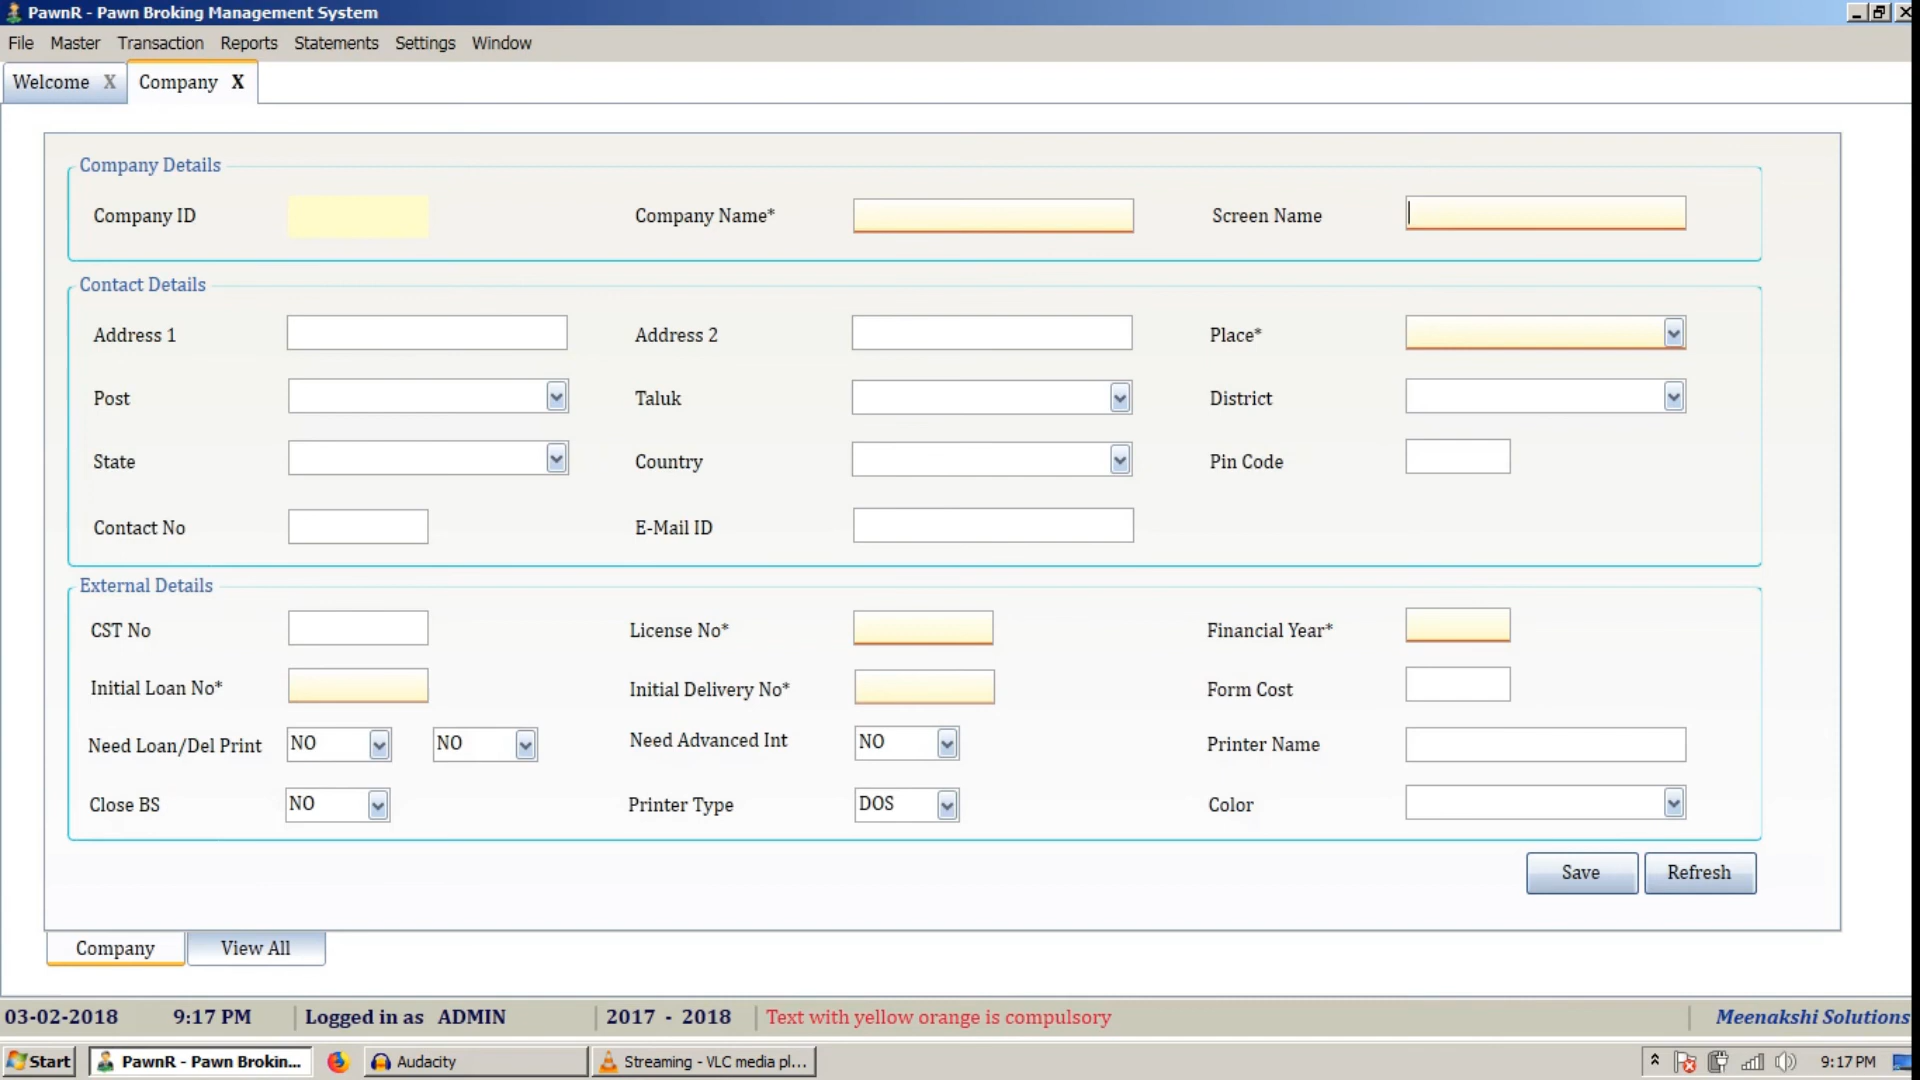 PawnR - Pawn Broking Management System
File Master Transaction Reports Statements Settings Window
Welcome X Company X
Company Details
Company ID Company Name* Screen Name
Contact Details
Address 1 Address 2 Place*
Post Taluk District
State Country Pin Code
Contact No E-Mail ID
External Details
CST No License No* Financial Year*
Initial Loan No* Initial Delivery No* Form Cost
Need Loan/Del Print NO NO Need Advanced Int NO Printer Name
Close BS NO Printer Type DOS Color
Save Refresh
Company View All
03-02-2018 9:17 PM Logged in as ADMIN 2017 - 2018 Text with yellow orange is compulsory Meenakshi Solutions
Start PawnR - Pawn Brokin... Audacity Streaming - VLC media pl... 9:17 PM